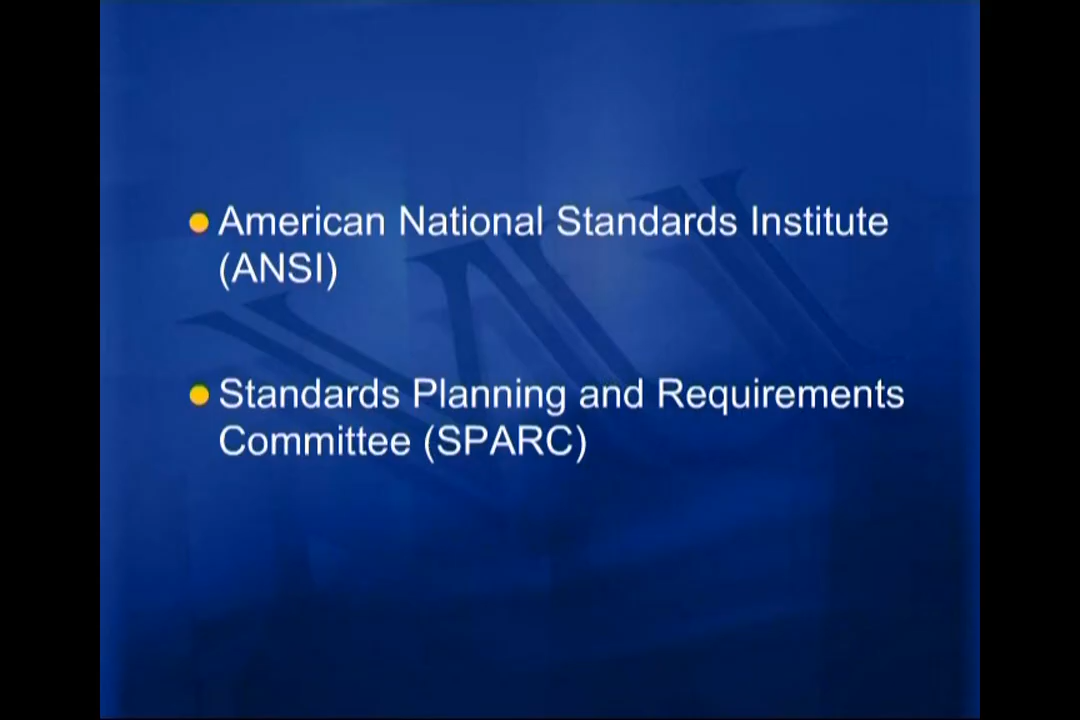 American National Standards Institute
(ANSI)
Standards Planning and Requirements
Committee (SPARC)